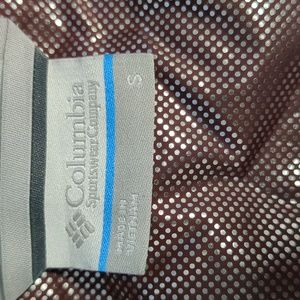 Columbia
Sportswear Company
S
MADE IN
VIETNAM